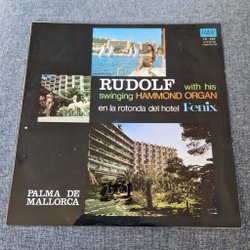 RUDOLF with his
swinging HAMMOND ORGAN
en la rotonda del hotel Fenix
PALMA DE
MALLORCA